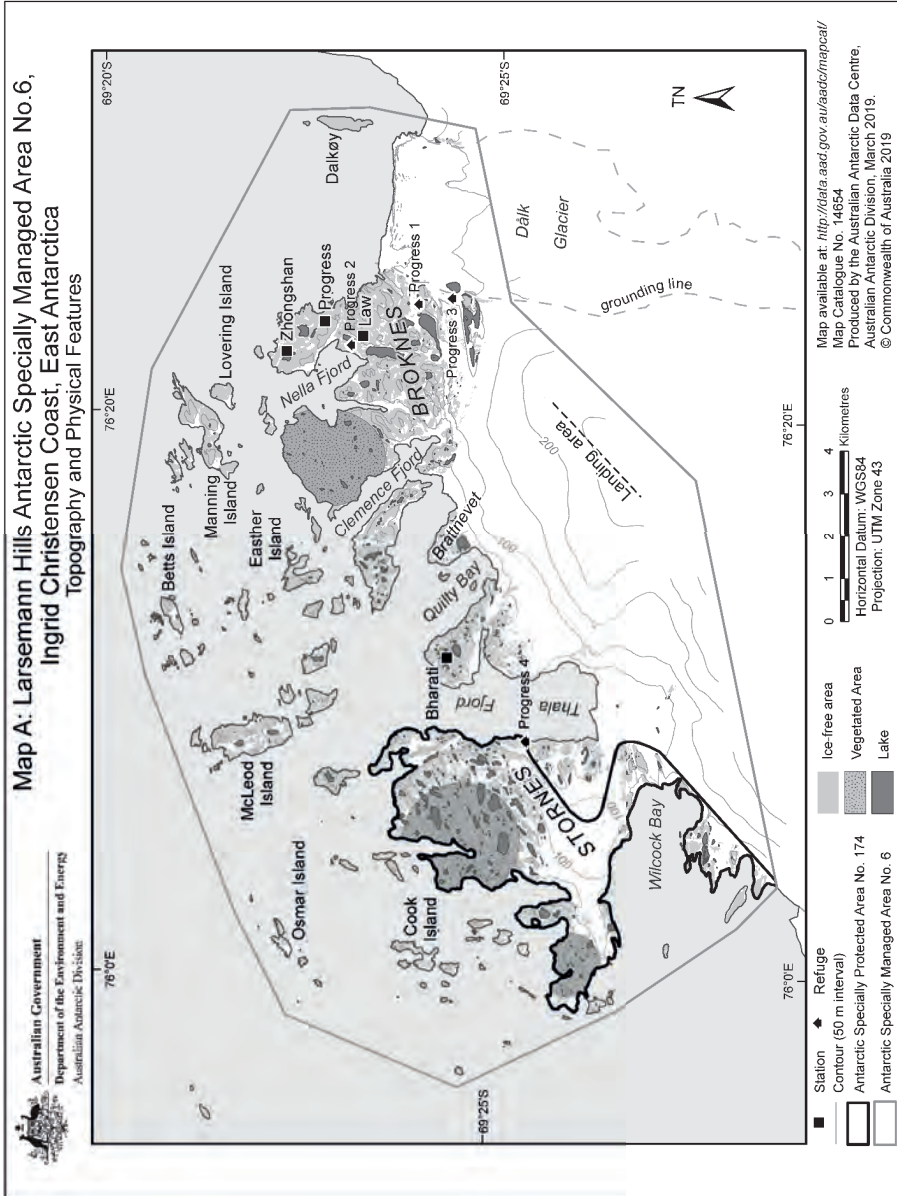 Map A: Larsemann Hills Antarctic Specially Managed Area No.6,
Ingrid Christensen Coast, East Antarctica
Topography and Physical Features
Australian Government
Department of the Environment and Energy
Australian Antarctic Division
76°0'E
76°20'E
69°20'S
69°25'S
Betts Island
Manning
Island
Lovering Island
Easther
Island
McLeod
Island
Osmar Island
Cook
Island
Dalkøy
Zhongshan
Progress
Progress 2
Law
Nella Fjord
BROKNES
Progress 1
Progress 3
Clemence Fjord
Brattnevet
Quilty Bay
Bharati
Thala
Fjord
Progress 4
STORNES
Wilcock Bay
100
100
100
200
Landing area
Dålk
Glacier
grounding line
TN
69°25'S
76°0'E
76°20'E
Station
Refuge
Contour (50 m interval)
Antarctic Specially Protected Area No. 174
Antarctic Specially Managed Area No. 6
Ice-free area
Vegetated Area
Lake
0 1 2 3 4
Kilometres
Horizontal Datum: WGS84
Projection: UTM Zone 43
Map available at: http://data.aad.gov.au/aadc/mapcat/
Map Catalogue No. 14654
Produced by the Australian Antarctic Data Centre,
Australian Antarctic Division, March 2019.
© Commonwealth of Australia 2019